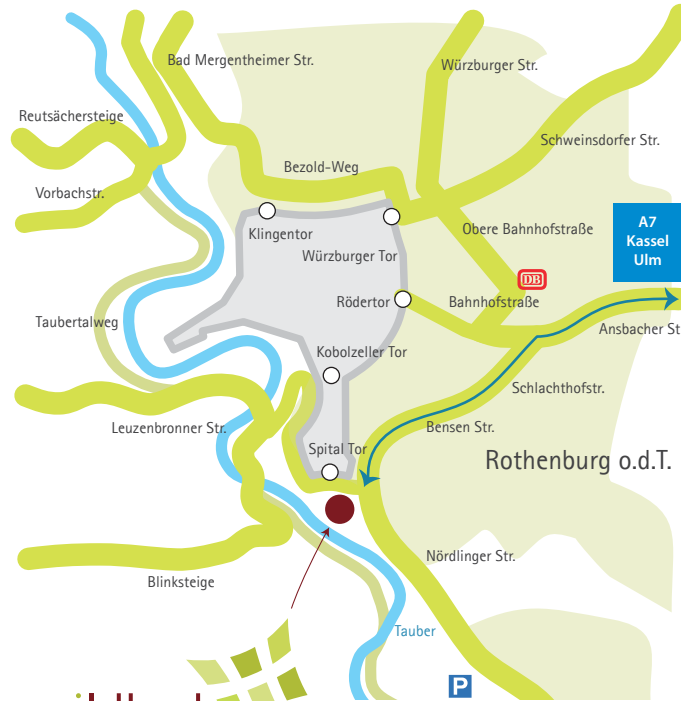 Bad Mergentheimer Str.
Würzburger Str.
Reutsächersteige
Schweinsdorfer Str.
Bezold-Weg
Vorbachstr.
A7
Kassel
Ulm
Klingentor
Obere Bahnhofstraße
Würzburger Tor
DB
Rödertor
Bahnhofstraße
Taubertalweg
Ansbacher St
Kobolzeller Tor
Schlachthofstr.
Leuzenbronner Str.
Bensen Str.
Spital Tor
Rothenburg o.d.T.
Nördlinger Str.
Blinksteige
Tauber
P